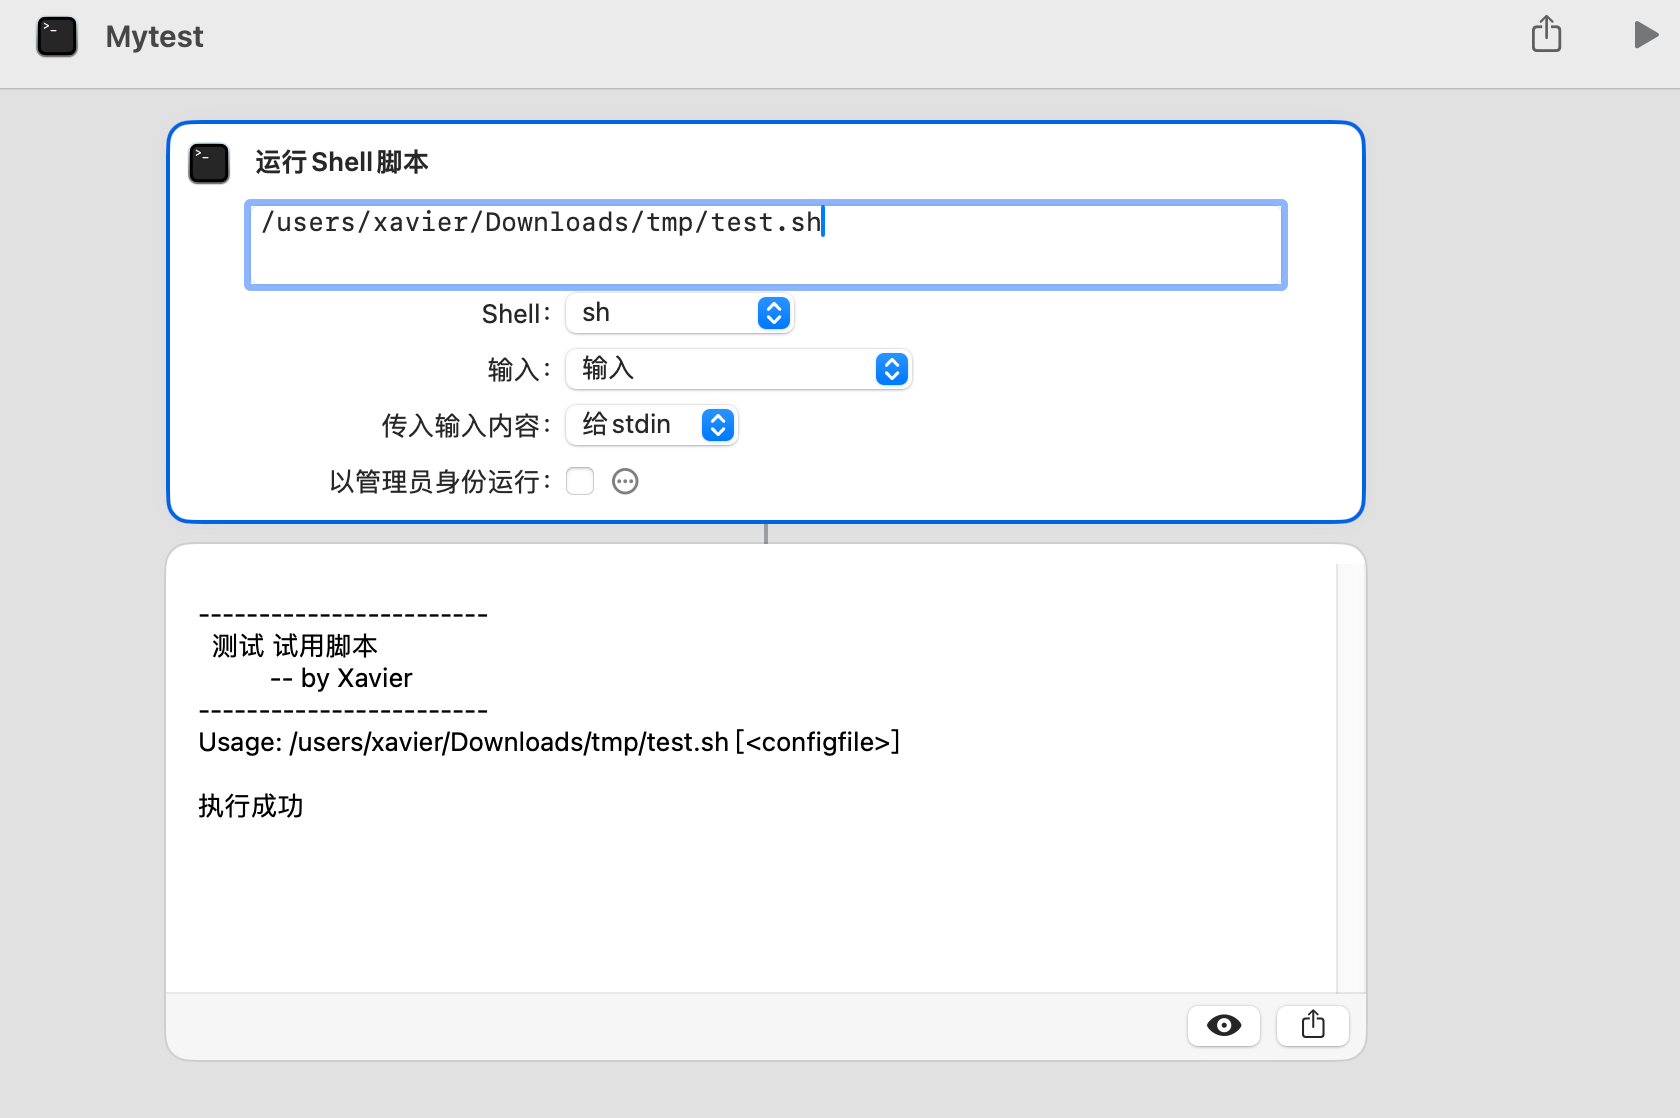 Mytest
运行Shell脚本
/users/xavier/Downloads/tmp/test.sh
Shell: sh
输入: 输入
传入输入内容: 给stdin
以管理员身份运行:
------------------------
测试 试用脚本
-- by Xavier
------------------------
Usage: /users/xavier/Downloads/tmp/test.sh [<configfile>]
执行成功